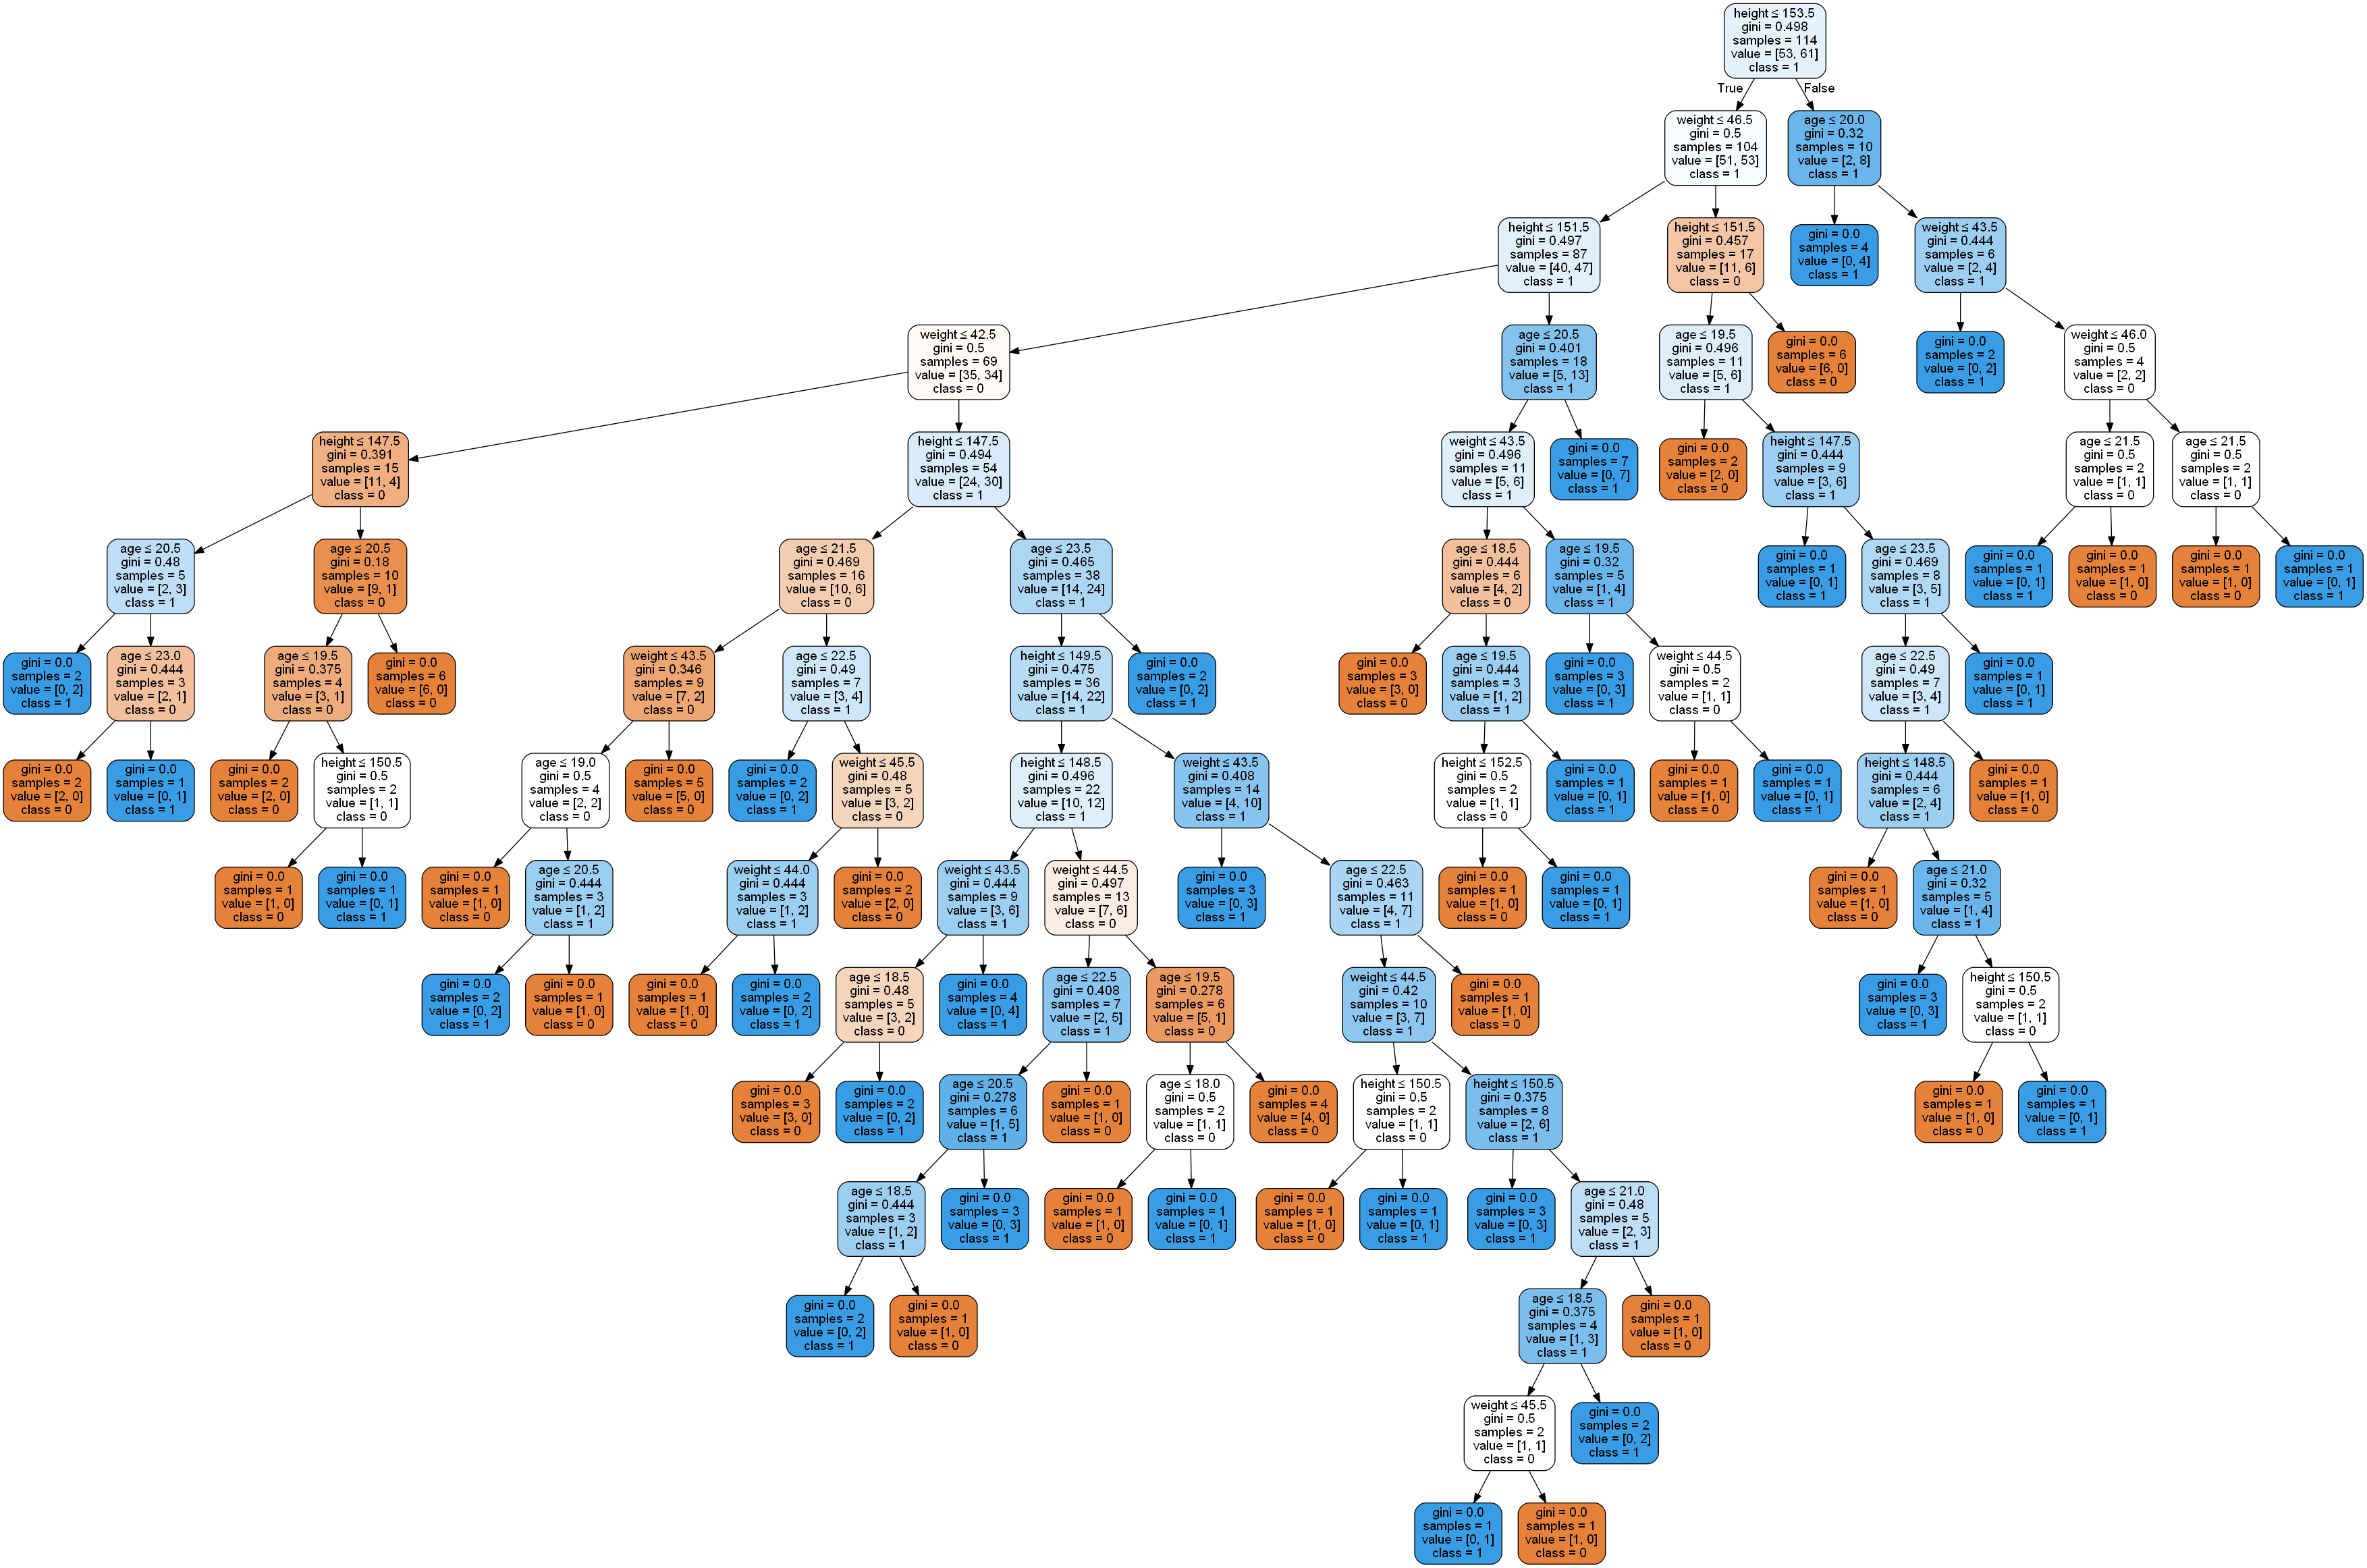 height ≤ 153.5
gini = 0.498
samples = 114
value = [53, 61]
class = 1
True
False
weight ≤ 46.5
gini = 0.5
samples = 104
value = [51, 53]
class = 1
age ≤ 20.0
gini = 0.32
samples = 10
value = [2, 8]
class = 1
height ≤ 151.5
gini = 0.497
samples = 87
value = [40, 47]
class = 1
height ≤ 151.5
gini = 0.457
samples = 17
value = [11, 6]
class = 0
gini = 0.0
samples = 4
value = [0, 4]
class = 1
weight ≤ 43.5
gini = 0.444
samples = 6
value = [2, 4]
class = 1
weight ≤ 42.5
gini = 0.5
samples = 69
value = [35, 34]
class = 0
age ≤ 20.5
gini = 0.401
samples = 18
value = [5, 13]
class = 1
age ≤ 19.5
gini = 0.496
samples = 11
value = [5, 6]
class = 1
gini = 0.0
samples = 6
value = [6, 0]
class = 0
gini = 0.0
samples = 2
value = [0, 2]
class = 1
weight ≤ 46.0
gini = 0.5
samples = 4
value = [2, 2]
class = 0
height ≤ 147.5
gini = 0.391
samples = 15
value = [11, 4]
class = 0
height ≤ 147.5
gini = 0.494
samples = 54
value = [24, 30]
class = 1
weight ≤ 43.5
gini = 0.496
samples = 11
value = [5, 6]
class = 1
gini = 0.0
samples = 7
value = [0, 7]
class = 1
gini = 0.0
samples = 2
value = [2, 0]
class = 0
height ≤ 147.5
gini = 0.444
samples = 9
value = [3, 6]
class = 1
age ≤ 21.5
gini = 0.5
samples = 2
value = [1, 1]
class = 0
age ≤ 21.5
gini = 0.5
samples = 2
value = [1, 1]
class = 0
age ≤ 20.5
gini = 0.48
samples = 5
value = [2, 3]
class = 1
age ≤ 20.5
gini = 0.18
samples = 10
value = [9, 1]
class = 0
age ≤ 21.5
gini = 0.469
samples = 16
value = [10, 6]
class = 0
age ≤ 23.5
gini = 0.465
samples = 38
value = [14, 24]
class = 1
age ≤ 18.5
gini = 0.444
samples = 6
value = [4, 2]
class = 0
age ≤ 19.5
gini = 0.32
samples = 5
value = [1, 4]
class = 1
gini = 0.0
samples = 1
value = [0, 1]
class = 1
age ≤ 23.5
gini = 0.469
samples = 8
value = [3, 5]
class = 1
gini = 0.0
samples = 1
value = [0, 1]
class = 1
gini = 0.0
samples = 1
value = [1, 0]
class = 0
gini = 0.0
samples = 1
value = [1, 0]
class = 0
gini = 0.0
samples = 1
value = [0, 1]
class = 1
gini = 0.0
samples = 2
value = [0, 2]
class = 1
age ≤ 23.0
gini = 0.444
samples = 3
value = [2, 1]
class = 0
age ≤ 19.5
gini = 0.375
samples = 4
value = [3, 1]
class = 0
gini = 0.0
samples = 6
value = [6, 0]
class = 0
weight ≤ 43.5
gini = 0.346
samples = 9
value = [7, 2]
class = 0
age ≤ 22.5
gini = 0.49
samples = 7
value = [3, 4]
class = 1
height ≤ 149.5
gini = 0.475
samples = 36
value = [14, 22]
class = 1
gini = 0.0
samples = 2
value = [0, 2]
class = 1
gini = 0.0
samples = 3
value = [3, 0]
class = 0
age ≤ 19.5
gini = 0.444
samples = 3
value = [1, 2]
class = 1
gini = 0.0
samples = 3
value = [0, 3]
class = 1
weight ≤ 44.5
gini = 0.5
samples = 2
value = [1, 1]
class = 0
age ≤ 22.5
gini = 0.49
samples = 7
value = [3, 4]
class = 1
gini = 0.0
samples = 1
value = [0, 1]
class = 1
gini = 0.0
samples = 2
value = [2, 0]
class = 0
gini = 0.0
samples = 1
value = [0, 1]
class = 1
gini = 0.0
samples = 2
value = [2, 0]
class = 0
height ≤ 150.5
gini = 0.5
samples = 2
value = [1, 1]
class = 0
age ≤ 19.0
gini = 0.5
samples = 4
value = [2, 2]
class = 0
gini = 0.0
samples = 5
value = [5, 0]
class = 0
gini = 0.0
samples = 2
value = [0, 2]
class = 1
weight ≤ 45.5
gini = 0.48
samples = 5
value = [3, 2]
class = 0
height ≤ 148.5
gini = 0.496
samples = 22
value = [10, 12]
class = 1
weight ≤ 43.5
gini = 0.408
samples = 14
value = [4, 10]
class = 1
height ≤ 152.5
gini = 0.5
samples = 2
value = [1, 1]
class = 0
gini = 0.0
samples = 1
value = [0, 1]
class = 1
gini = 0.0
samples = 1
value = [1, 0]
class = 0
gini = 0.0
samples = 1
value = [0, 1]
class = 1
height ≤ 148.5
gini = 0.444
samples = 6
value = [2, 4]
class = 1
gini = 0.0
samples = 1
value = [1, 0]
class = 0
gini = 0.0
samples = 1
value = [1, 0]
class = 0
gini = 0.0
samples = 1
value = [0, 1]
class = 1
gini = 0.0
samples = 1
value = [1, 0]
class = 0
age ≤ 20.5
gini = 0.444
samples = 3
value = [1, 2]
class = 1
weight ≤ 44.0
gini = 0.444
samples = 3
value = [1, 2]
class = 1
gini = 0.0
samples = 2
value = [2, 0]
class = 0
weight ≤ 43.5
gini = 0.444
samples = 9
value = [3, 6]
class = 1
weight ≤ 44.5
gini = 0.497
samples = 13
value = [7, 6]
class = 0
gini = 0.0
samples = 3
value = [0, 3]
class = 1
age ≤ 22.5
gini = 0.463
samples = 11
value = [4, 7]
class = 1
gini = 0.0
samples = 1
value = [1, 0]
class = 0
gini = 0.0
samples = 1
value = [0, 1]
class = 1
gini = 0.0
samples = 1
value = [1, 0]
class = 0
age ≤ 21.0
gini = 0.32
samples = 5
value = [1, 4]
class = 1
gini = 0.0
samples = 2
value = [0, 2]
class = 1
gini = 0.0
samples = 1
value = [1, 0]
class = 0
gini = 0.0
samples = 1
value = [1, 0]
class = 0
gini = 0.0
samples = 2
value = [0, 2]
class = 1
age ≤ 18.5
gini = 0.48
samples = 5
value = [3, 2]
class = 0
gini = 0.0
samples = 4
value = [0, 4]
class = 1
age ≤ 22.5
gini = 0.408
samples = 7
value = [2, 5]
class = 1
age ≤ 19.5
gini = 0.278
samples = 6
value = [5, 1]
class = 0
weight ≤ 44.5
gini = 0.42
samples = 10
value = [3, 7]
class = 1
gini = 0.0
samples = 1
value = [1, 0]
class = 0
gini = 0.0
samples = 3
value = [0, 3]
class = 1
height ≤ 150.5
gini = 0.5
samples = 2
value = [1, 1]
class = 0
gini = 0.0
samples = 3
value = [3, 0]
class = 0
gini = 0.0
samples = 2
value = [0, 2]
class = 1
age ≤ 20.5
gini = 0.278
samples = 6
value = [1, 5]
class = 1
gini = 0.0
samples = 1
value = [1, 0]
class = 0
age ≤ 18.0
gini = 0.5
samples = 2
value = [1, 1]
class = 0
gini = 0.0
samples = 4
value = [4, 0]
class = 0
height ≤ 150.5
gini = 0.5
samples = 2
value = [1, 1]
class = 0
height ≤ 150.5
gini = 0.375
samples = 8
value = [2, 6]
class = 1
gini = 0.0
samples = 1
value = [1, 0]
class = 0
gini = 0.0
samples = 1
value = [0, 1]
class = 1
age ≤ 18.5
gini = 0.444
samples = 3
value = [1, 2]
class = 1
gini = 0.0
samples = 3
value = [0, 3]
class = 1
gini = 0.0
samples = 1
value = [1, 0]
class = 0
gini = 0.0
samples = 1
value = [0, 1]
class = 1
gini = 0.0
samples = 1
value = [1, 0]
class = 0
gini = 0.0
samples = 1
value = [0, 1]
class = 1
gini = 0.0
samples = 3
value = [0, 3]
class = 1
age ≤ 21.0
gini = 0.48
samples = 5
value = [2, 3]
class = 1
gini = 0.0
samples = 2
value = [0, 2]
class = 1
gini = 0.0
samples = 1
value = [1, 0]
class = 0
age ≤ 18.5
gini = 0.375
samples = 4
value = [1, 3]
class = 1
gini = 0.0
samples = 1
value = [1, 0]
class = 0
weight ≤ 45.5
gini = 0.5
samples = 2
value = [1, 1]
class = 0
gini = 0.0
samples = 2
value = [0, 2]
class = 1
gini = 0.0
samples = 1
value = [0, 1]
class = 1
gini = 0.0
samples = 1
value = [1, 0]
class = 0